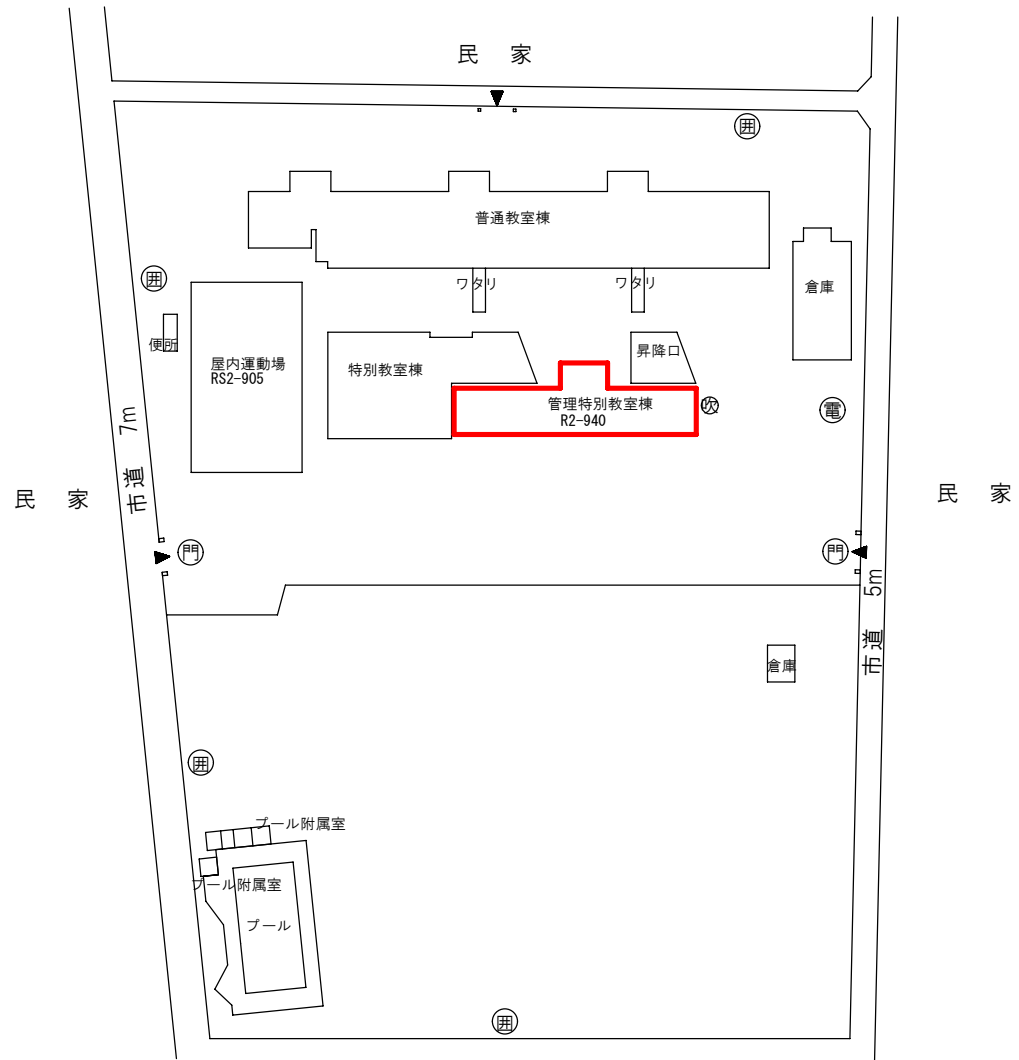 民 家
囲
普通教室棟
囲
ワタリ
ワタリ
倉庫
便所
屋内運動場
RS2-905
特別教室棟
昇降口
管理特別教室棟
R2-940
吹
電
市道 7m
民 家
民 家
門
門
市道 5m
倉庫
囲
プール附属室
プール附属室
プール
囲